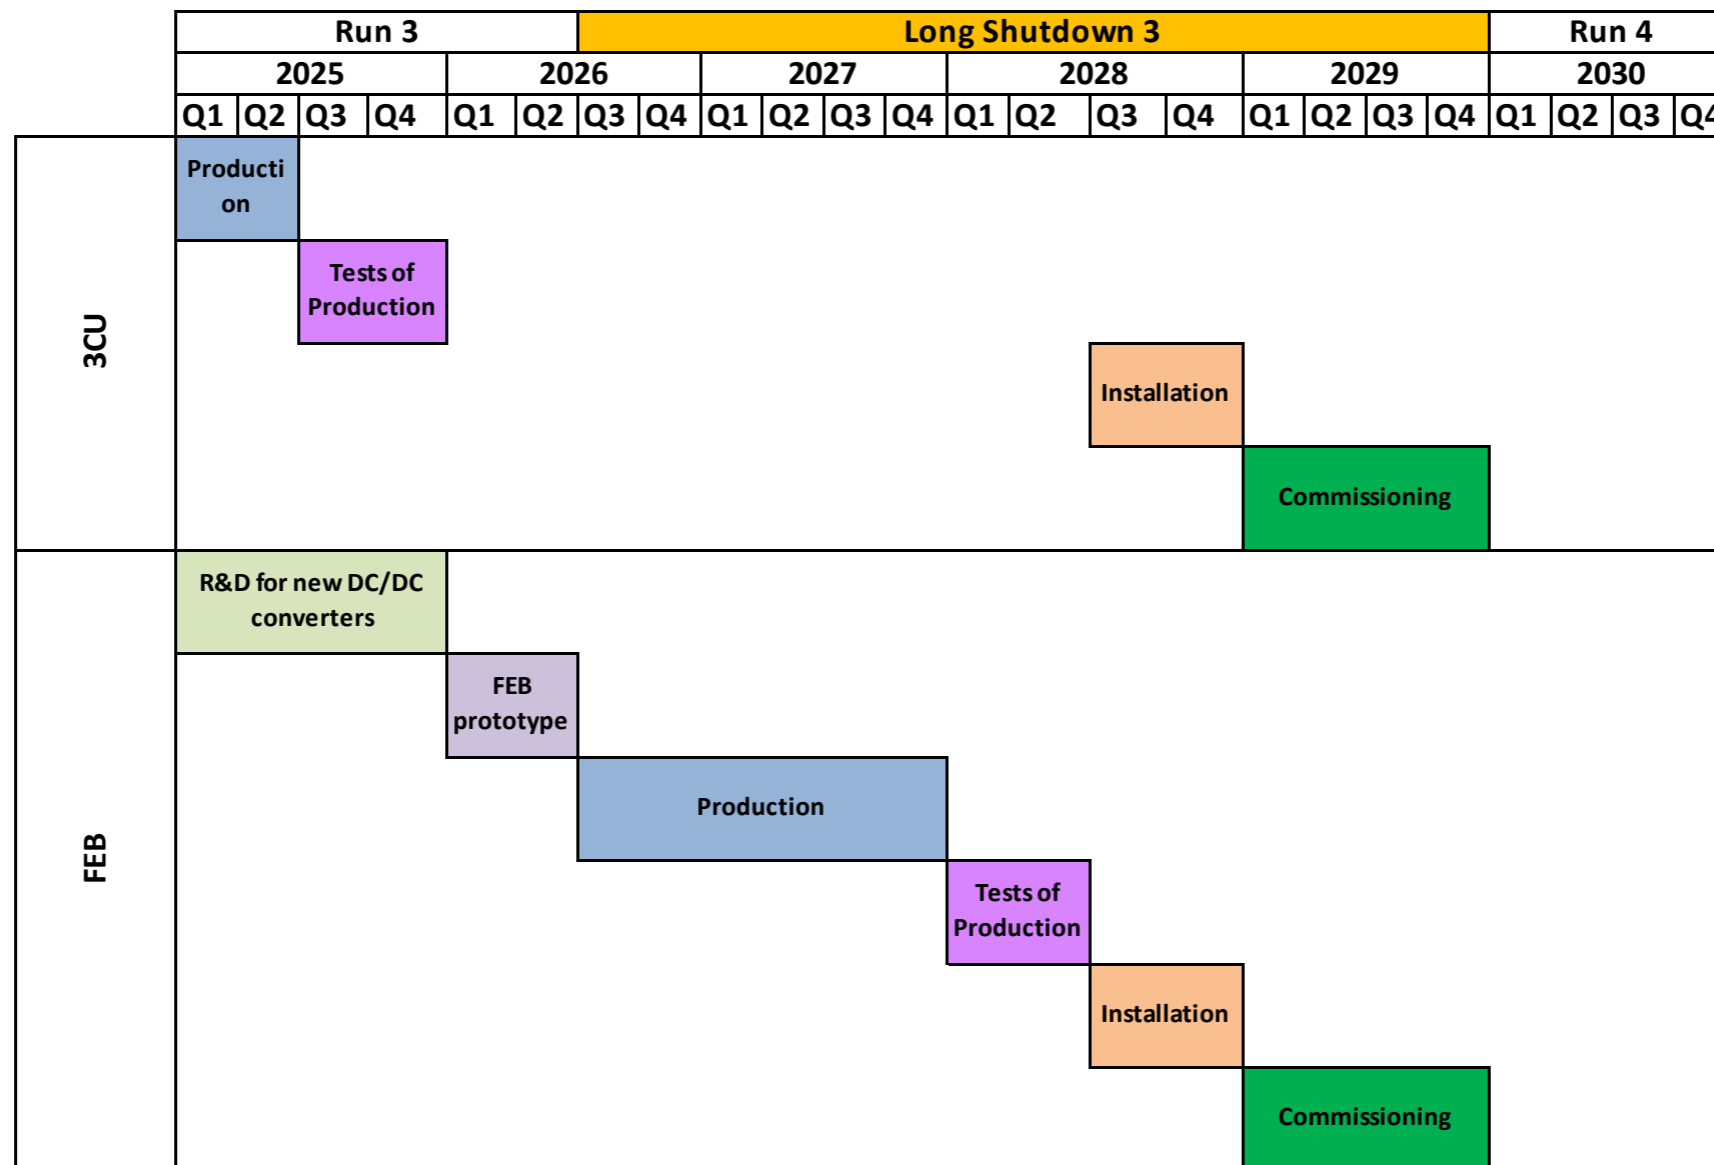 Run 3 Long Shutdown 3 Run 4
2025 2026 2027 2028 2029 2030
Q1 Q2 Q3 Q4 Q1 Q2 Q3 Q4 Q1 Q2 Q3 Q4 Q1 Q2 Q3 Q4 Q1 Q2 Q3 Q4 Q1 Q2 Q3 Q4
3CU
Producti
on
Tests of
Production
Installation
Commissioning
FEB
R&D for new DC/DC
converters
FEB
prototype
Production
Tests of
Production
Installation
Commissioning